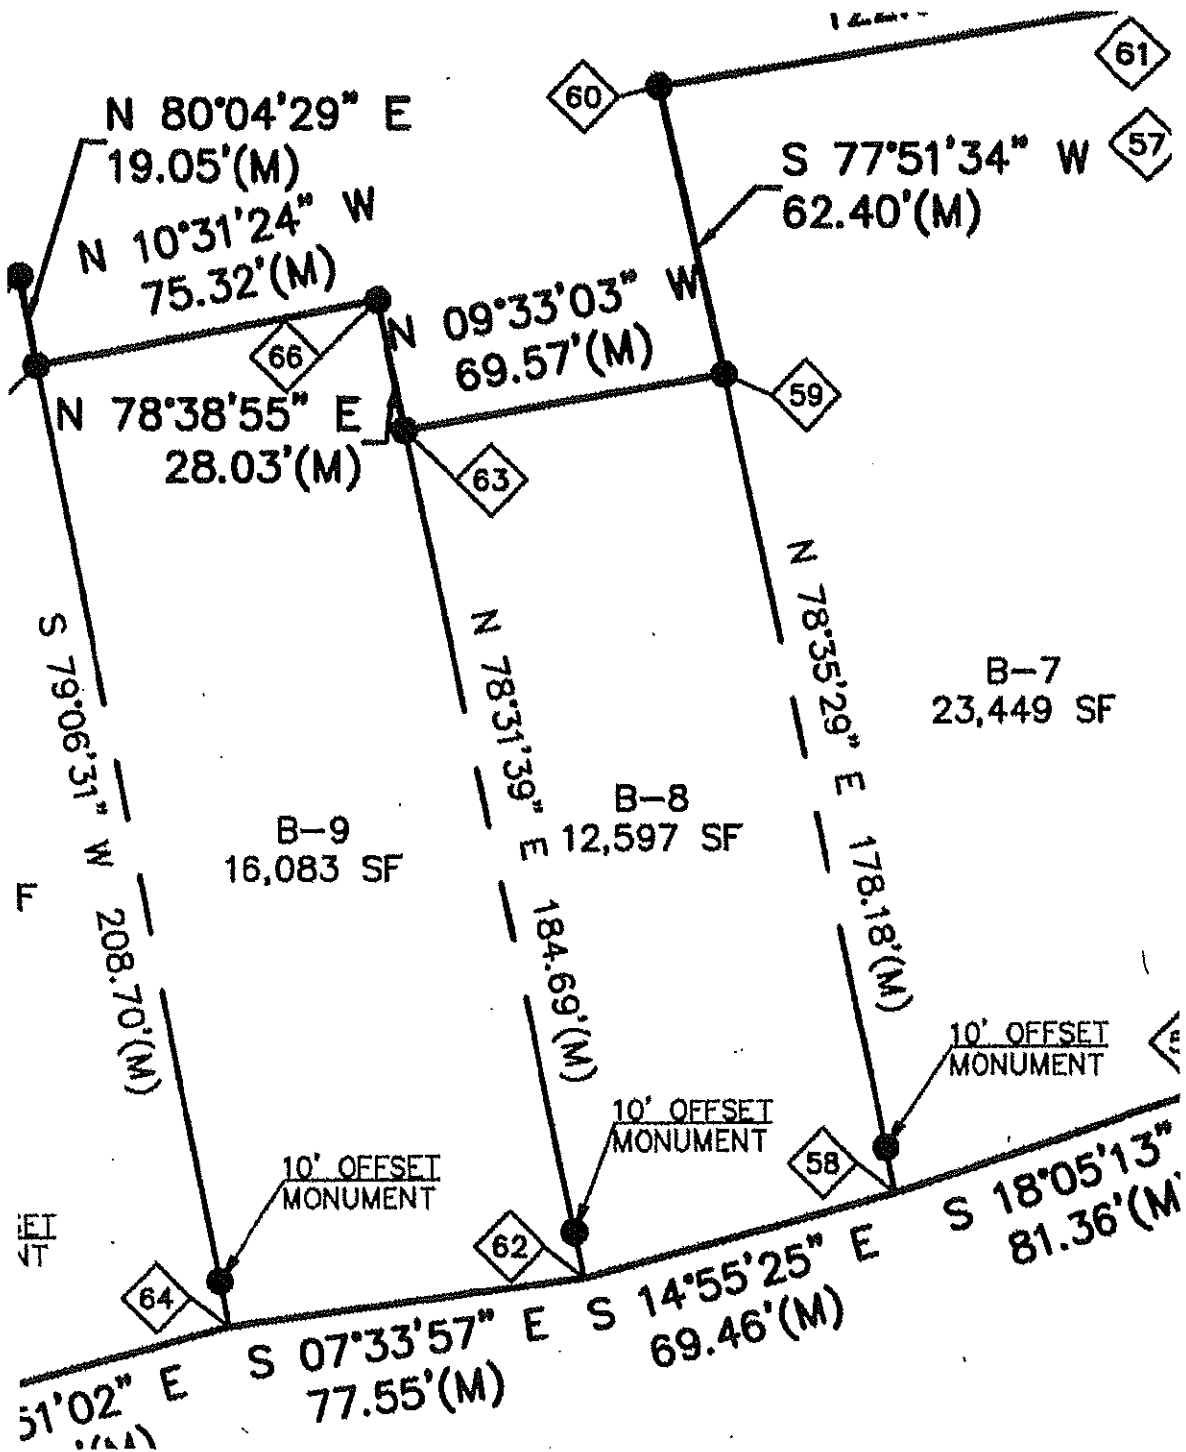 61
60
N 80°04'29" E
19.05'(M)
57
S 77°51'34" W
62.40'(M)
N 10°31'24" W
75.32'(M)
N 09°33'03" W
69.57'(M)
66
59
N 78°38'55" E
28.03'(M)
63
N 78°35'29" E 178.18'(M)
N 78°31'39" E 184.69'(M)
S 79°06'31" W 208.70'(M)
B-7
23,449 SF
B-8
12,597 SF
B-9
16,083 SF
F
10' OFFSET
MONUMENT
10' OFFSET
MONUMENT
10' OFFSET
MONUMENT
58
62
64
S 18°05'13"
81.36'(M
S 14°55'25" E
69.46'(M)
S 07°33'57" E
77.55'(M)
51'02" E
'(M)